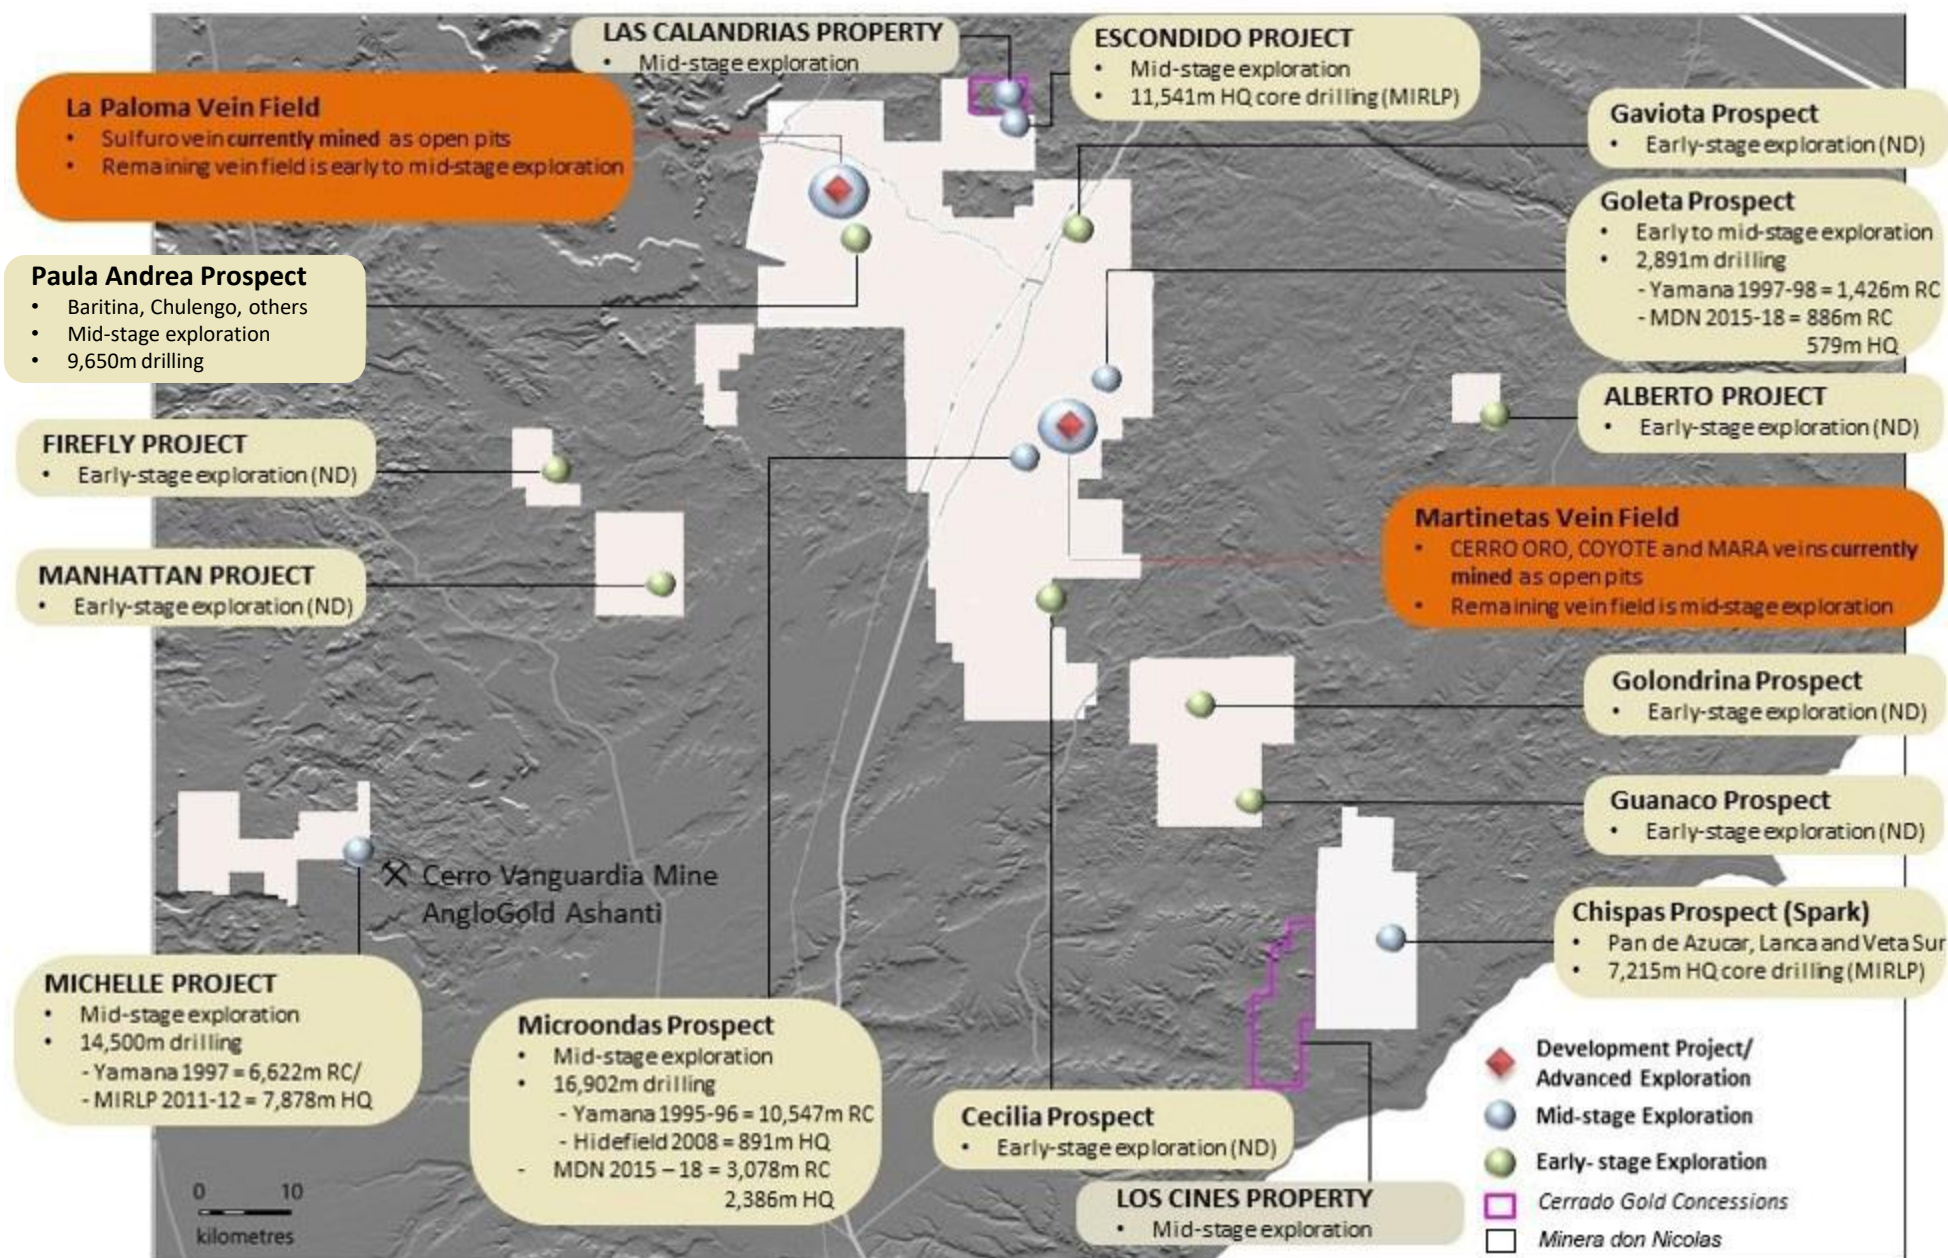 LAS CALANDRIAS PROPERTY
• Mid-stage exploration
ESCONDIDO PROJECT
• Mid-stage exploration
• 11,541m HQ core drilling (MIRLP)
La Paloma Vein Field
• Sulfuro vein currently mined as open pits
• Remaining vein field is early to mid-stage exploration
Gaviota Prospect
• Early-stage exploration (ND)
Goleta Prospect
• Early to mid-stage exploration
• 2,891m drilling
- Yamana 1997-98 = 1,426m RC
- MDN 2015-18 = 886m RC
579m HQ
Paula Andrea Prospect
• Baritina, Chulengo, others
• Mid-stage exploration
• 9,650m drilling
ALBERTO PROJECT
• Early-stage exploration (ND)
FIREFLY PROJECT
• Early-stage exploration (ND)
Martinetas Vein Field
• CERRO ORO, COYOTE and MARA veins currently
mined as open pits
• Remaining vein field is mid-stage exploration
MANHATTAN PROJECT
• Early-stage exploration (ND)
Golondrina Prospect
• Early-stage exploration (ND)
Guanaco Prospect
• Early-stage exploration (ND)
Cerro Vanguardia Mine
AngloGold Ashanti
Chispas Prospect (Spark)
• Pan de Azucar, Lanca and Veta Sur
• 7,215m HQ core drilling (MIRLP)
MICHELLE PROJECT
• Mid-stage exploration
• 14,500m drilling
- Yamana 1997 = 6,622m RC/
- MIRLP 2011-12 = 7,878m HQ
Microondas Prospect
• Mid-stage exploration
• 16,902m drilling
- Yamana 1995-96 = 10,547m RC
- Hidefield 2008 = 891m HQ
- MDN 2015 – 18 = 3,078m RC
2,386m HQ
Cecilia Prospect
• Early-stage exploration (ND)
LOS CINES PROPERTY
• Mid-stage exploration
Development Project/
Advanced Exploration
Mid-stage Exploration
Early- stage Exploration
Cerrado Gold Concessions
Minera don Nicolas
0 10
kilometres